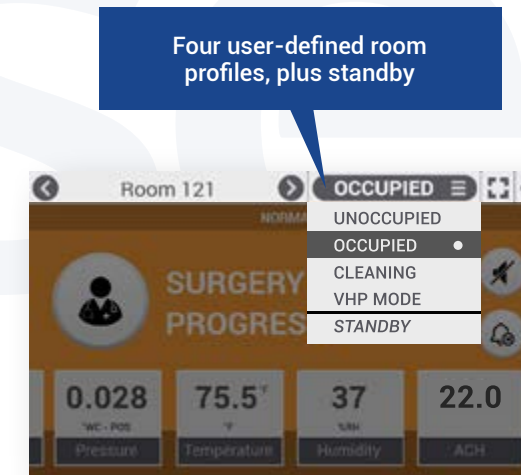 Four user-defined room
profiles, plus standby
Room 121
OCCUPIED
NORMA
UNOCCUPIED
OCCUPIED
CLEANING
VHP MODE
STANDBY
SURGERY
PROGRES
0.028 75.5° 37 22.0
"WC - POS °F %RH
Pressure Temperature Humidity ACH